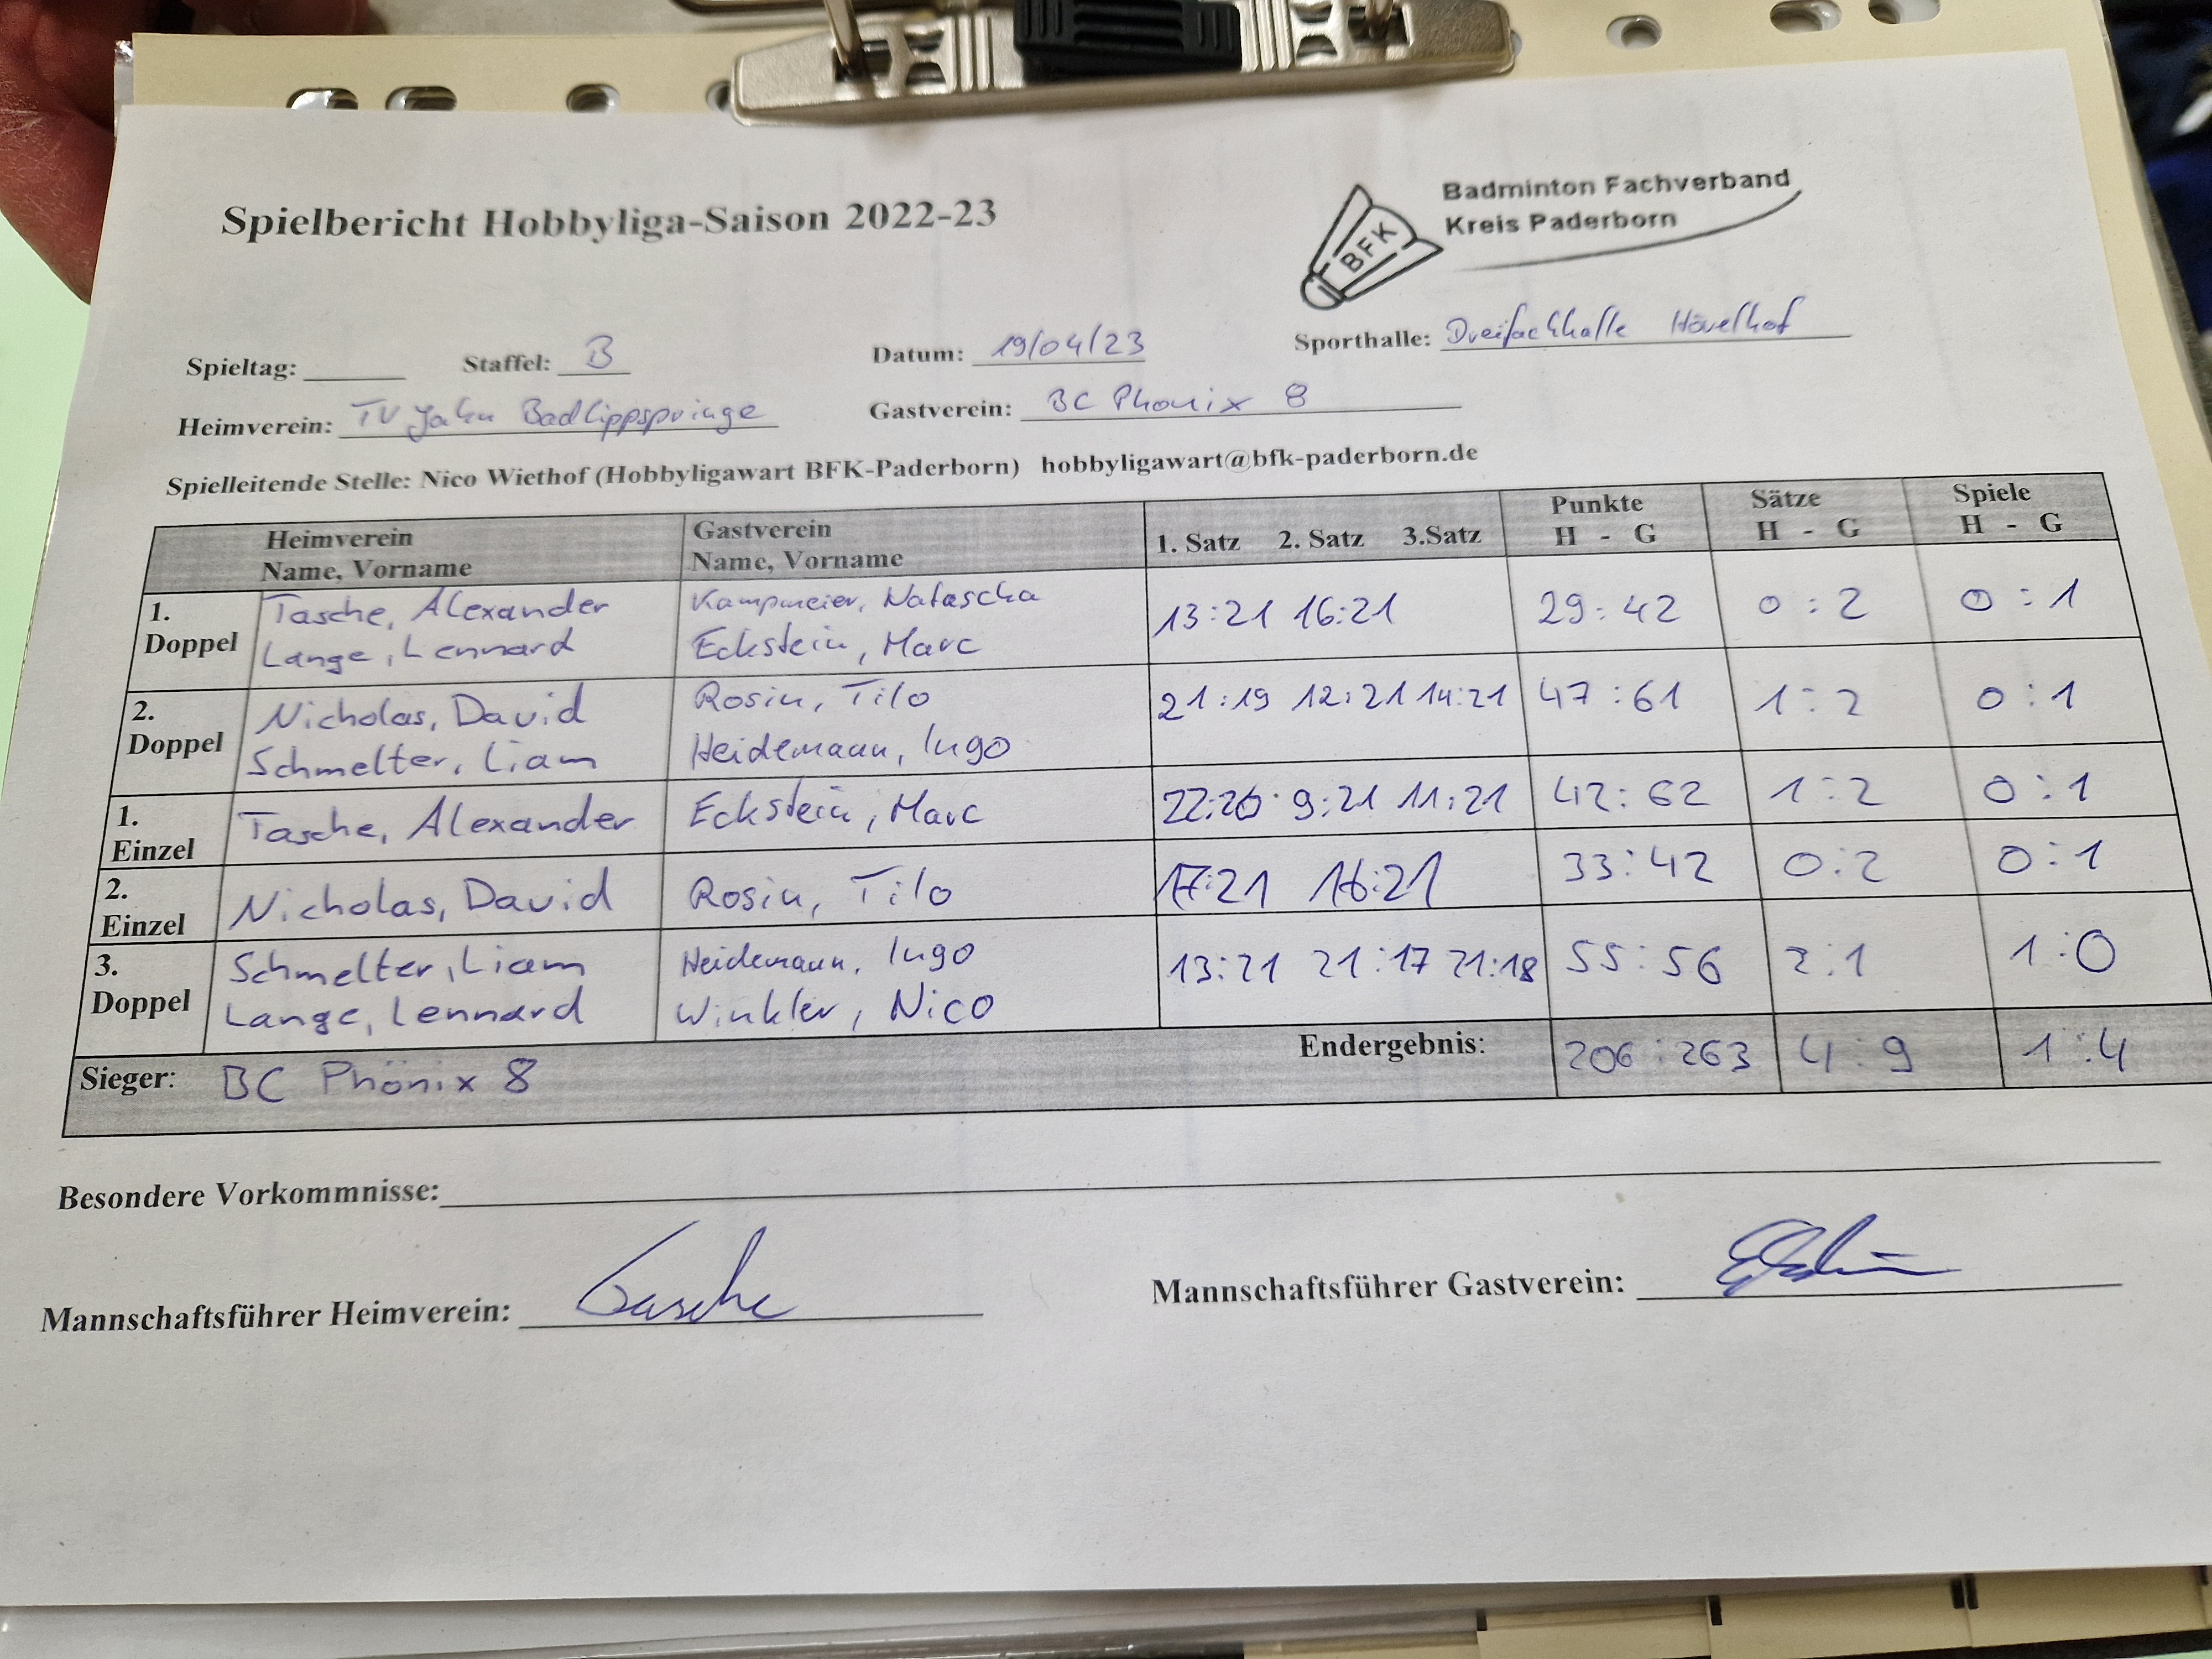 Spielbericht Hobbyliga-Saison 2022-23
Badminton Fachverband
Kreis Paderborn
BFK
Spieltag: Staffel: B Datum: 19/04/23 Sporthalle: Dreifachhalle Hövelhof
Heimverein: TV Jahn Bad Lippspringe Gastverein: BC Phönix 8
Spielleitende Stelle: Nico Wiethof (Hobbyligawart BFK-Paderborn) hobbyligawart@bfk-paderborn.de
Heimverein Gastverein Punkte Sätze Spiele
Name, Vorname Name, Vorname 1. Satz 2. Satz 3.Satz H - G H - G H - G
1. Tasche, Alexander Kampmeier, Natascha 13:21 16:21 29:42 0:2 0:1
Doppel Lange, Lennard Eckstein, Marc
2. Nicholas, David Rosin, Tilo 21:19 12:21 14:21 47:61 1:2 0:1
Doppel Schmelter, Liam Heidemann, Ingo
1. Tasche, Alexander Eckstein, Marc 22:20 9:21 11:21 42:62 1:2 0:1
Einzel
2. Nicholas, David Rosin, Tilo 17:21 16:21 33:42 0:2 0:1
Einzel
3. Schmelter, Liam Heidemann, Ingo 13:21 21:17 21:18 55:56 2:1 1:0
Doppel Lange, Lennard Winkler, Nico
Sieger: BC Phönix 8 Endergebnis: 206:263 4:9 1:4
Besondere Vorkommnisse:
Mannschaftsführer Heimverein: Tasche Mannschaftsführer Gastverein: